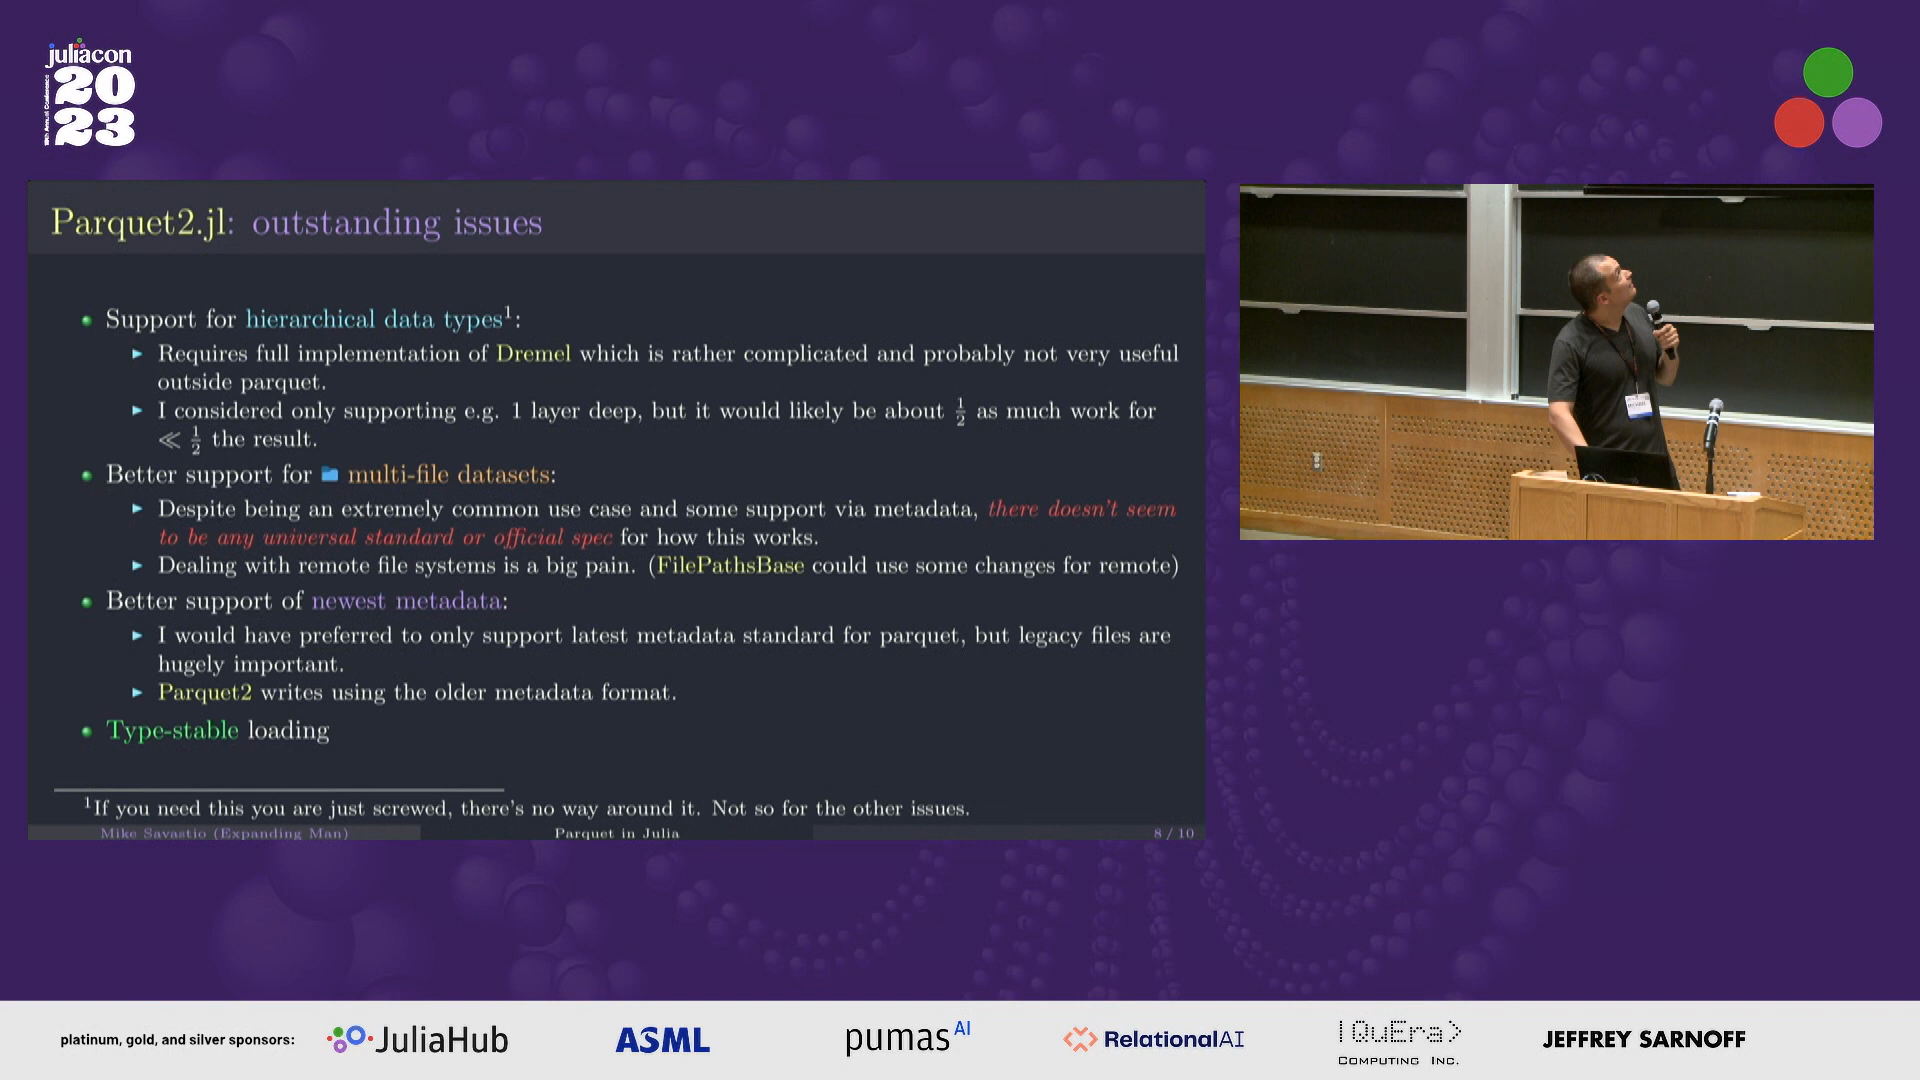 juliacon
20
23
Parquet2.jl: outstanding issues
Support for hierarchical data types¹:
Requires full implementation of Dremel which is rather complicated and probably not very useful
outside parquet.
I considered only supporting e.g. 1 layer deep, but it would likely be about ½ as much work for
≪ ½ the result.
Better support for multi-file datasets:
Despite being an extremely common use case and some support via metadata, there doesn't seem
to be any universal standard or official spec for how this works.
Dealing with remote file systems is a big pain. (FilePathsBase could use some changes for remote)
Better support of newest metadata:
I would have preferred to only support latest metadata standard for parquet, but legacy files are
hugely important.
Parquet2 writes using the older metadata format.
Type-stable loading
¹If you need this you are just screwed, there's no way around it. Not so for the other issues.
Mike Savastio (Expanding Man) Parquet in Julia 8 / 10
platinum, gold, and silver sponsors: JuliaHub ASML pumasAI RelationalAI |QuEra> JEFFREY SARNOFF
COMPUTING INC.